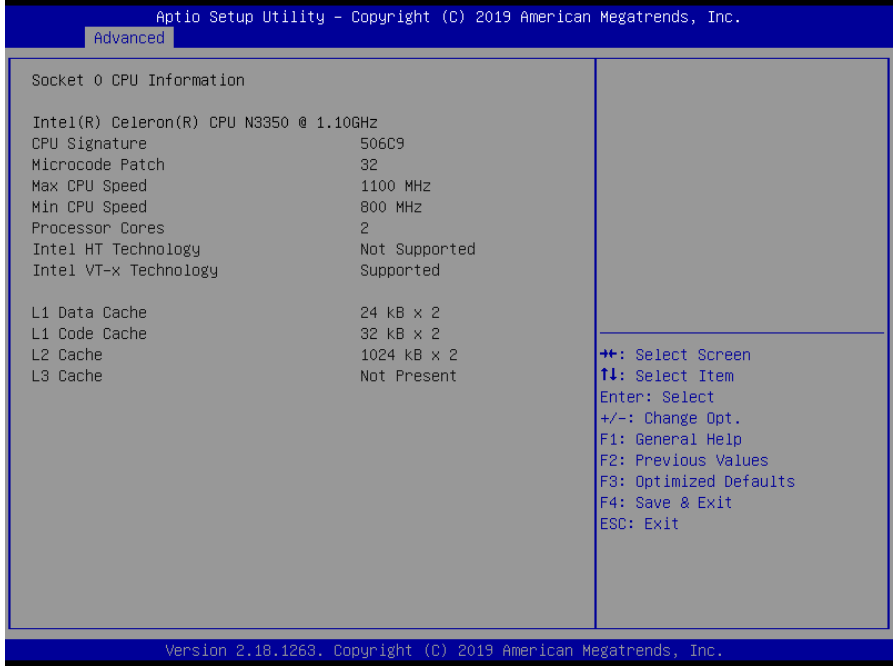 Aptio Setup Utility – Copyright (C) 2019 American Megatrends, Inc.
Advanced
Socket 0 CPU Information
Intel(R) Celeron(R) CPU N3350 @ 1.10GHz
CPU Signature 506C9
Microcode Patch 32
Max CPU Speed 1100 MHz
Min CPU Speed 800 MHz
Processor Cores 2
Intel HT Technology Not Supported
Intel VT-x Technology Supported
L1 Data Cache 24 kB x 2
L1 Code Cache 32 kB x 2
L2 Cache 1024 kB x 2
L3 Cache Not Present
→←: Select Screen
↑↓: Select Item
Enter: Select
+/-: Change Opt.
F1: General Help
F2: Previous Values
F3: Optimized Defaults
F4: Save & Exit
ESC: Exit
Version 2.18.1263. Copyright (C) 2019 American Megatrends, Inc.